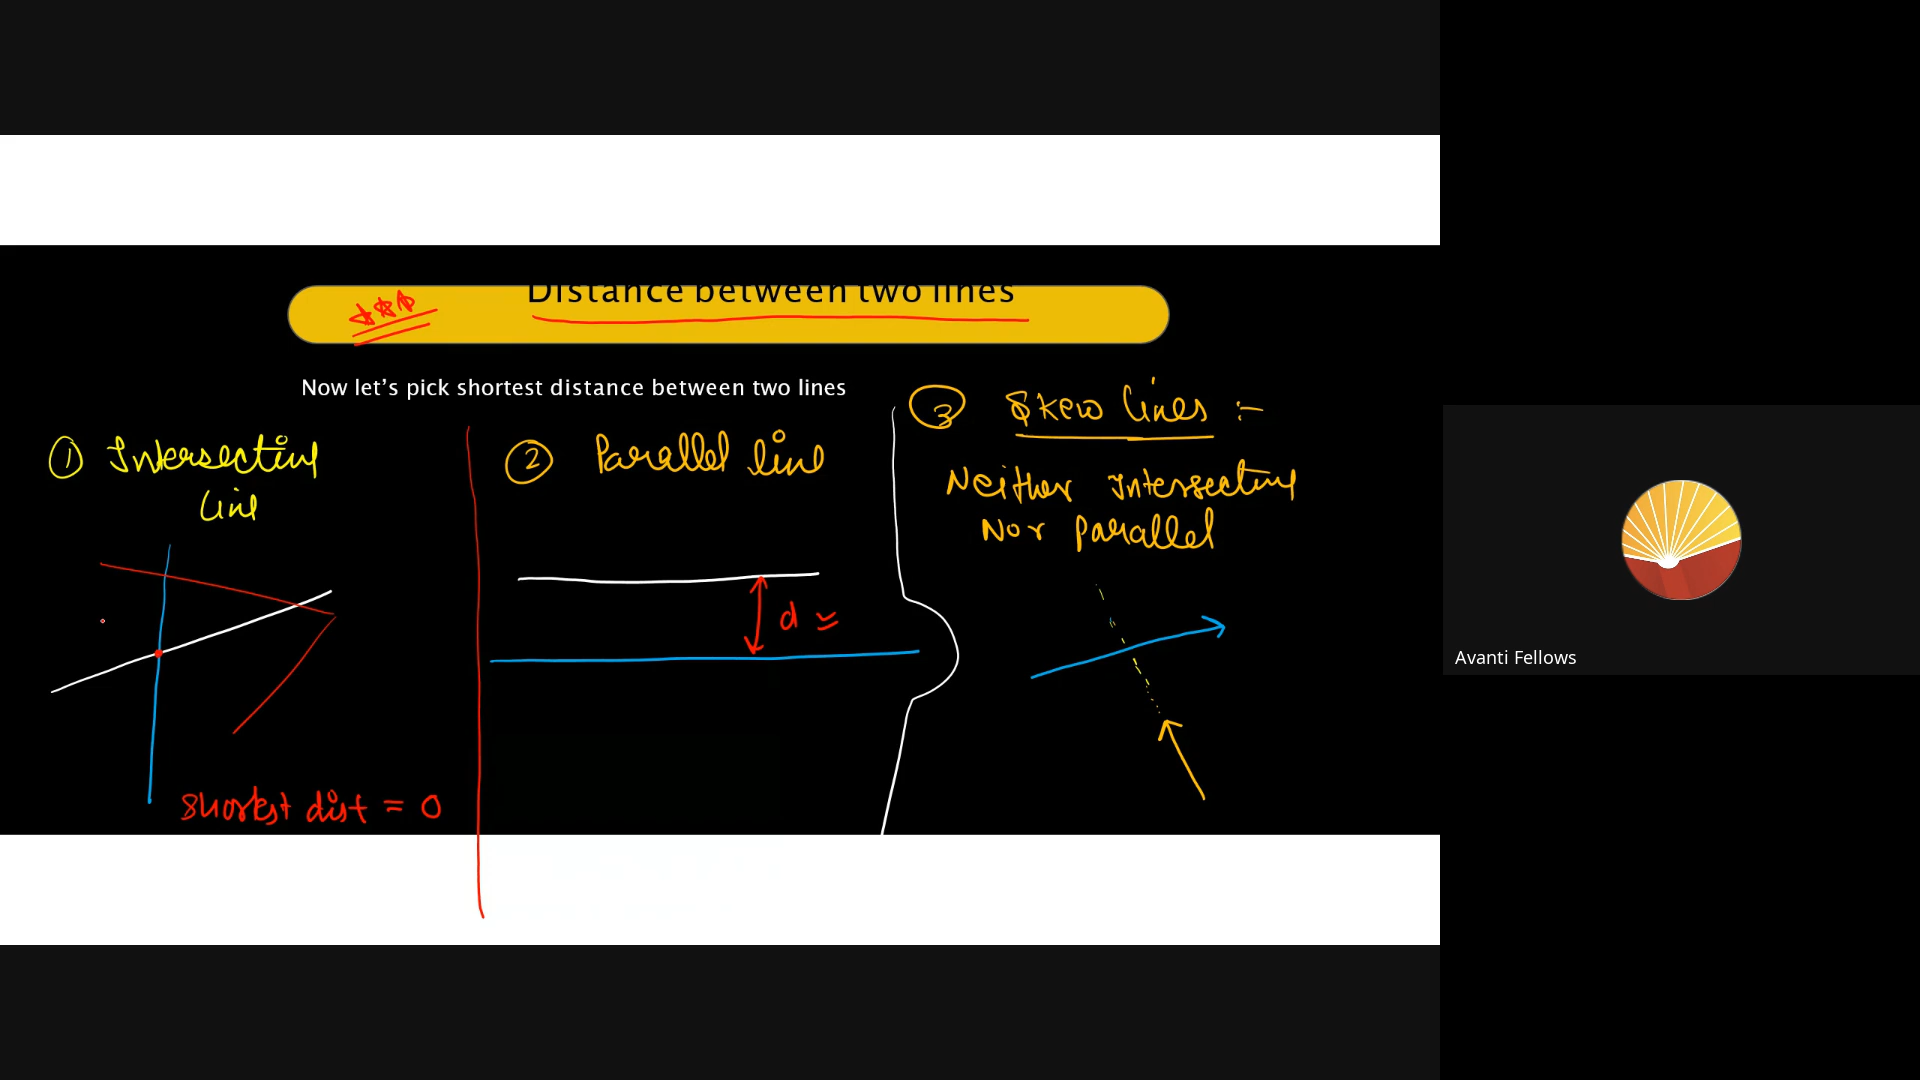 Distance between two lines
Now let's pick shortest distance between two lines
① Intersecting
Line
② Parallel line
d
Shortest dist = 0
③ Skew lines :-
Neither Intersecting
Nor parallel
Avanti Fellows